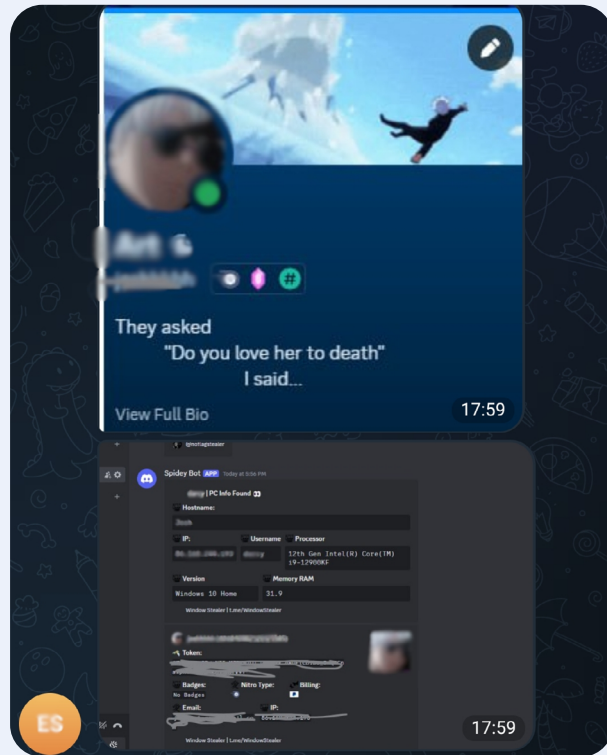 They asked
"Do you love her to death"
I said...
View Full Bio
17:59
@notlagstealer
Spidey Bot APP Today at 5:56 PM
| PC Info Found
Hostname:
IP: Username Processor
12th Gen Intel(R) Core(TM)
i9-12900KF
Version Memory RAM
Windows 10 Home 31.9
Window Stealer | t.me/WindowStealer
Token:
Badges: Nitro Type: Billing:
No Badges
Email: IP:
Window Stealer | t.me/WindowStealer
ES
17:59